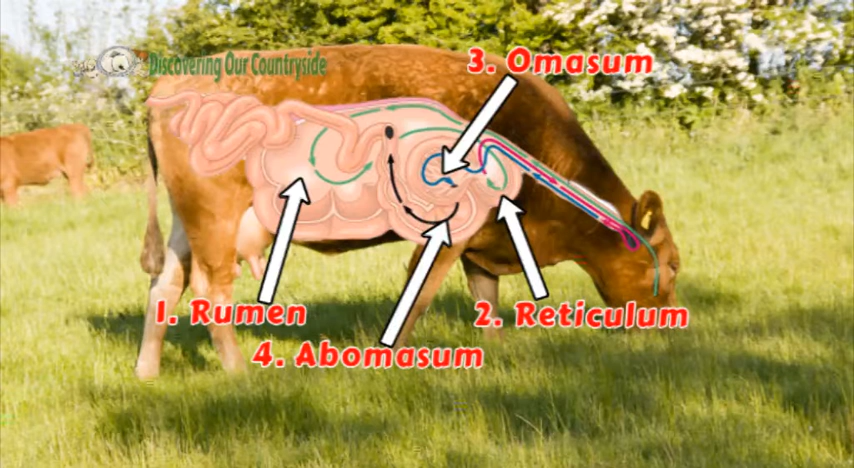 Discovering Our Countryside
3. Omasum
1. Rumen
2. Reticulum
4. Abomasum